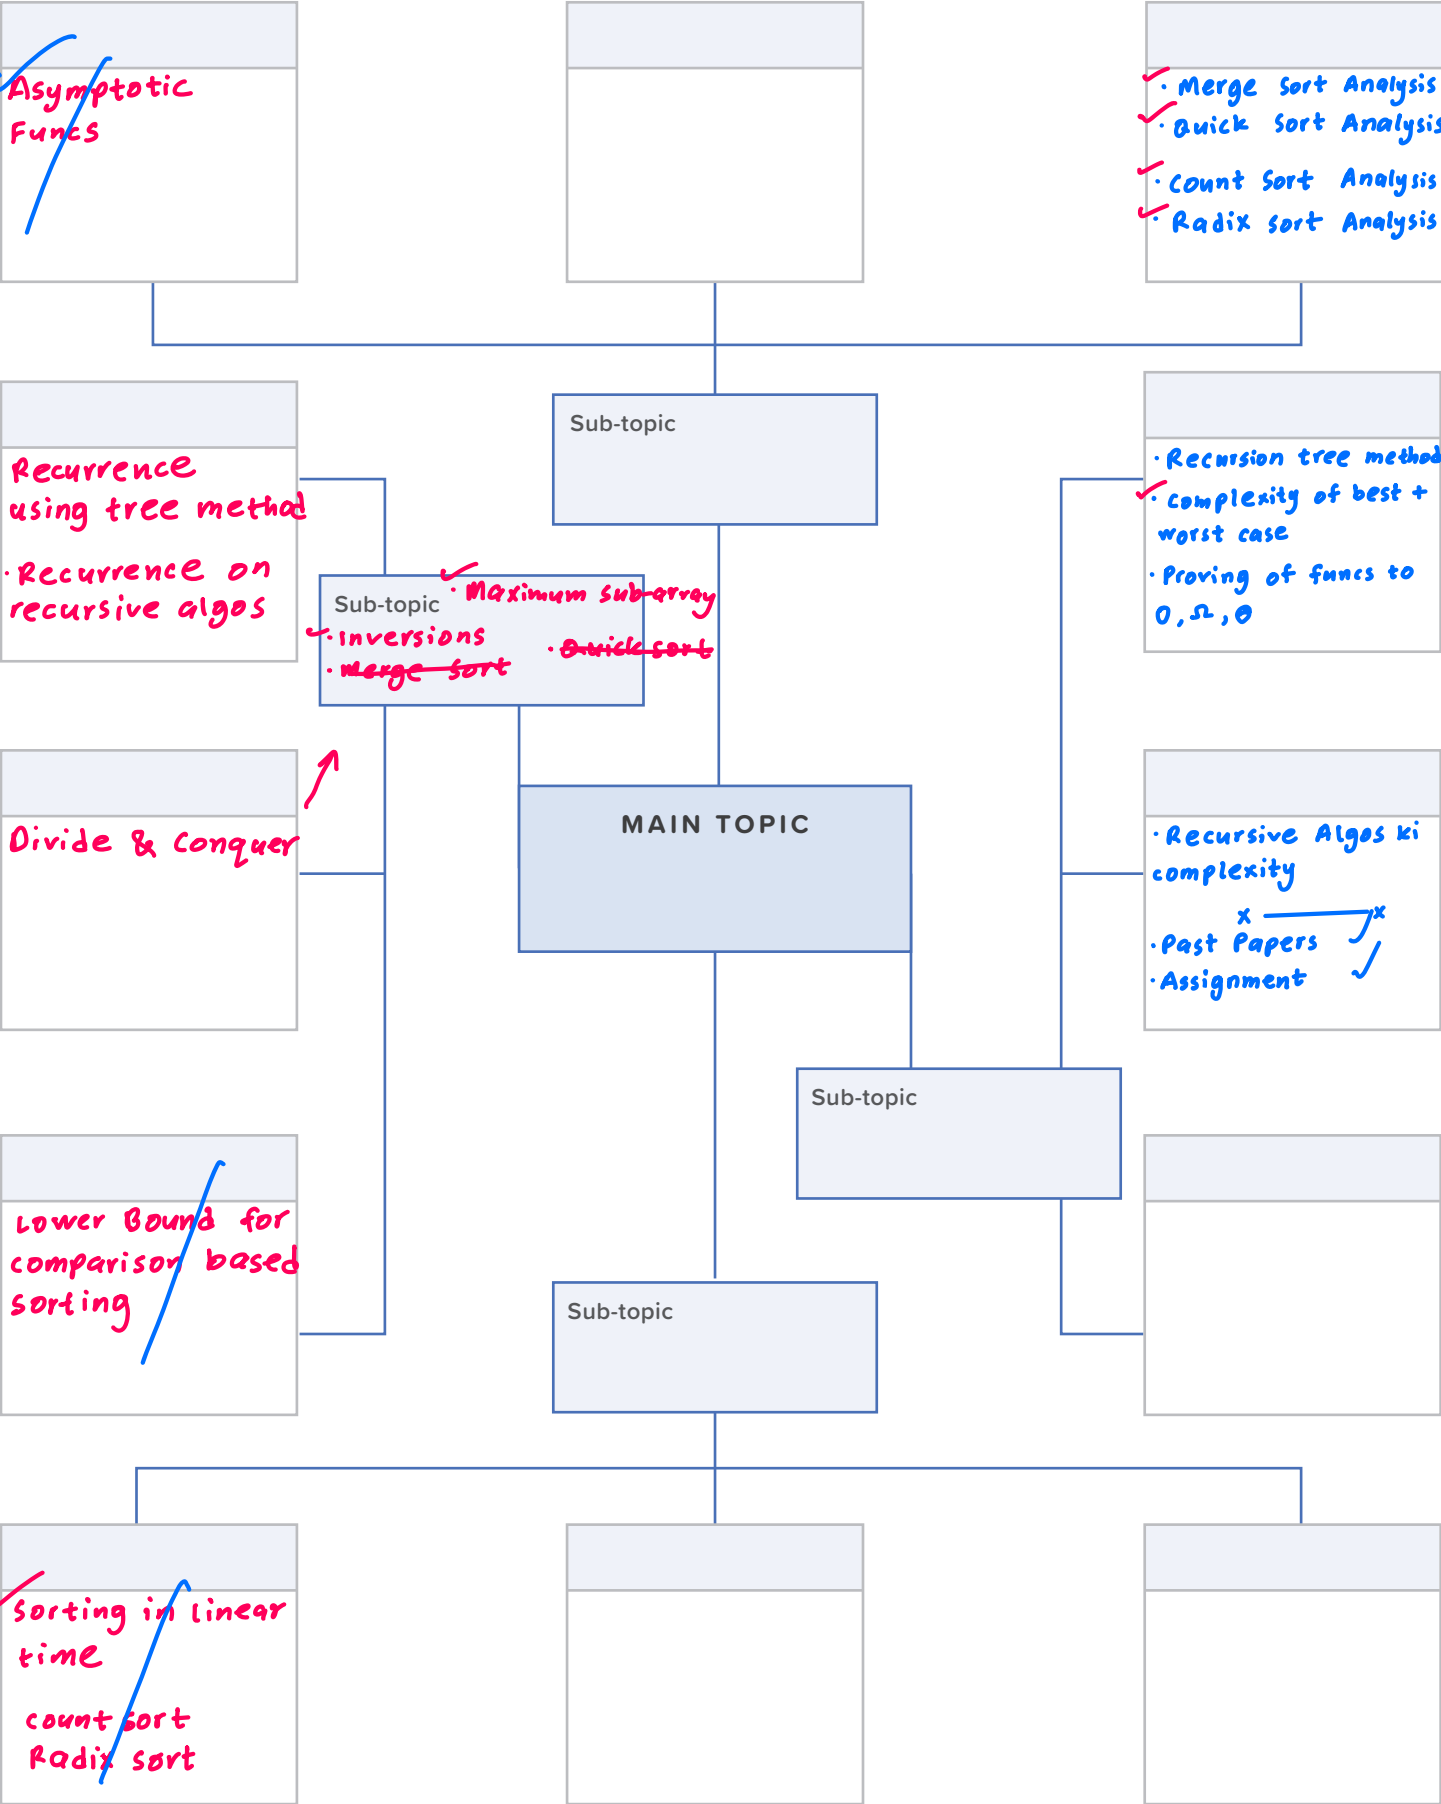 Asymptotic
Funcs
· Merge Sort Analysis
· Quick Sort Analysis
· Count Sort Analysis
· Radix sort Analysis
Sub-topic
Recurrence
using tree method
· Recurrence on
recursive algos
· Recursion tree method
· complexity of best +
worst case
· Proving of funcs to
O, Ω, Θ
Sub-topic
· Maximum sub-array
· Inversions
· Quick sort
· Merge sort
Divide & Conquer
MAIN TOPIC
· Recursive Algos ki
complexity
x x
· Past Papers
· Assignment
Sub-topic
Lower Bound for
comparison based
sorting
Sub-topic
Sorting in linear
time
count sort
Radix sort